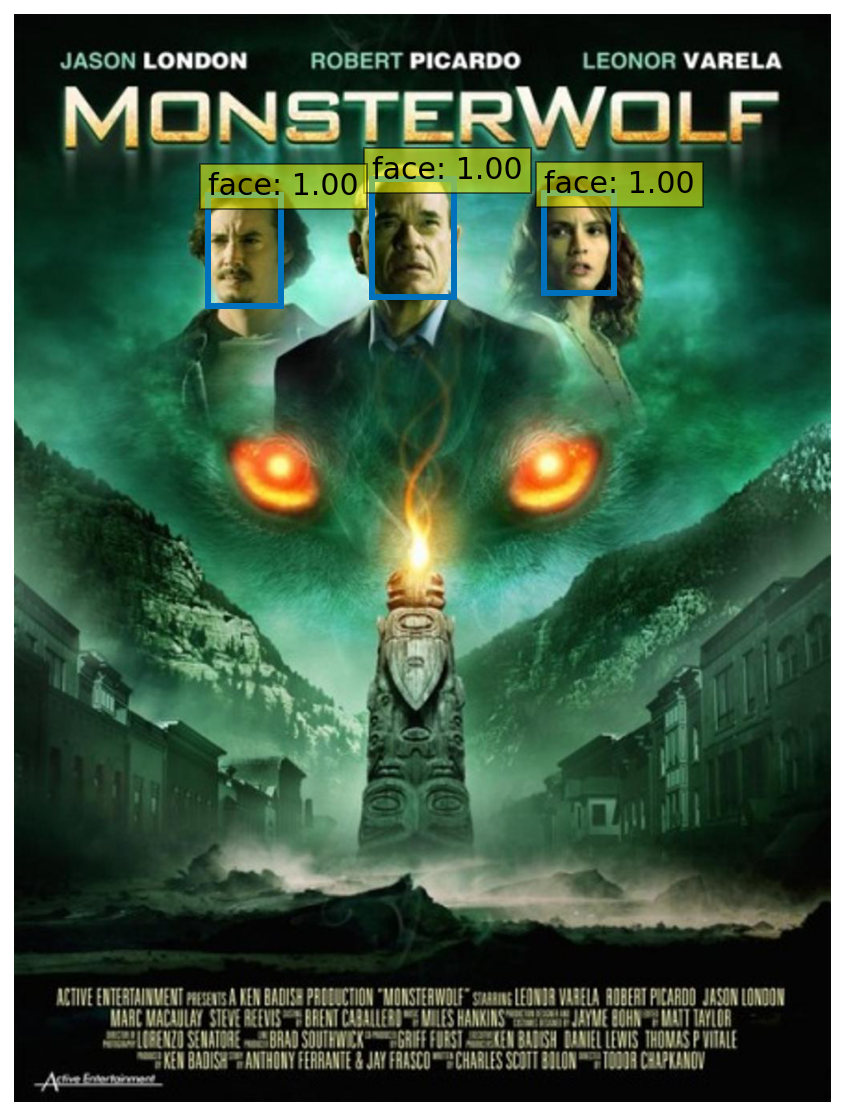 JASON LONDON ROBERT PICARDO LEONOR VARELA
MONSTERWOLF
face: 1.00 face: 1.00 face: 1.00
ACTIVE ENTERTAINMENT PRESENTS A KEN BADISH PRODUCTION "MONSTERWOLF" STARRING LEONOR VARELA ROBERT PICARDO JASON LONDON
MARC MACAULAY STEVE REEVIS BRENT CABALLERO MILES HANKINS JAYME BOHN MATT TAYLOR
LORENZO SENATORE BRAD SOUTHWICK GRIFF FURST KEN BADISH DANIEL LEWIS THOMAS P VITALE
KEN BADISH ANTHONY FERRANTE & JAY FRASCO CHARLES SCOTT BOLON TODOR CHAPKANOV
Active Entertainment